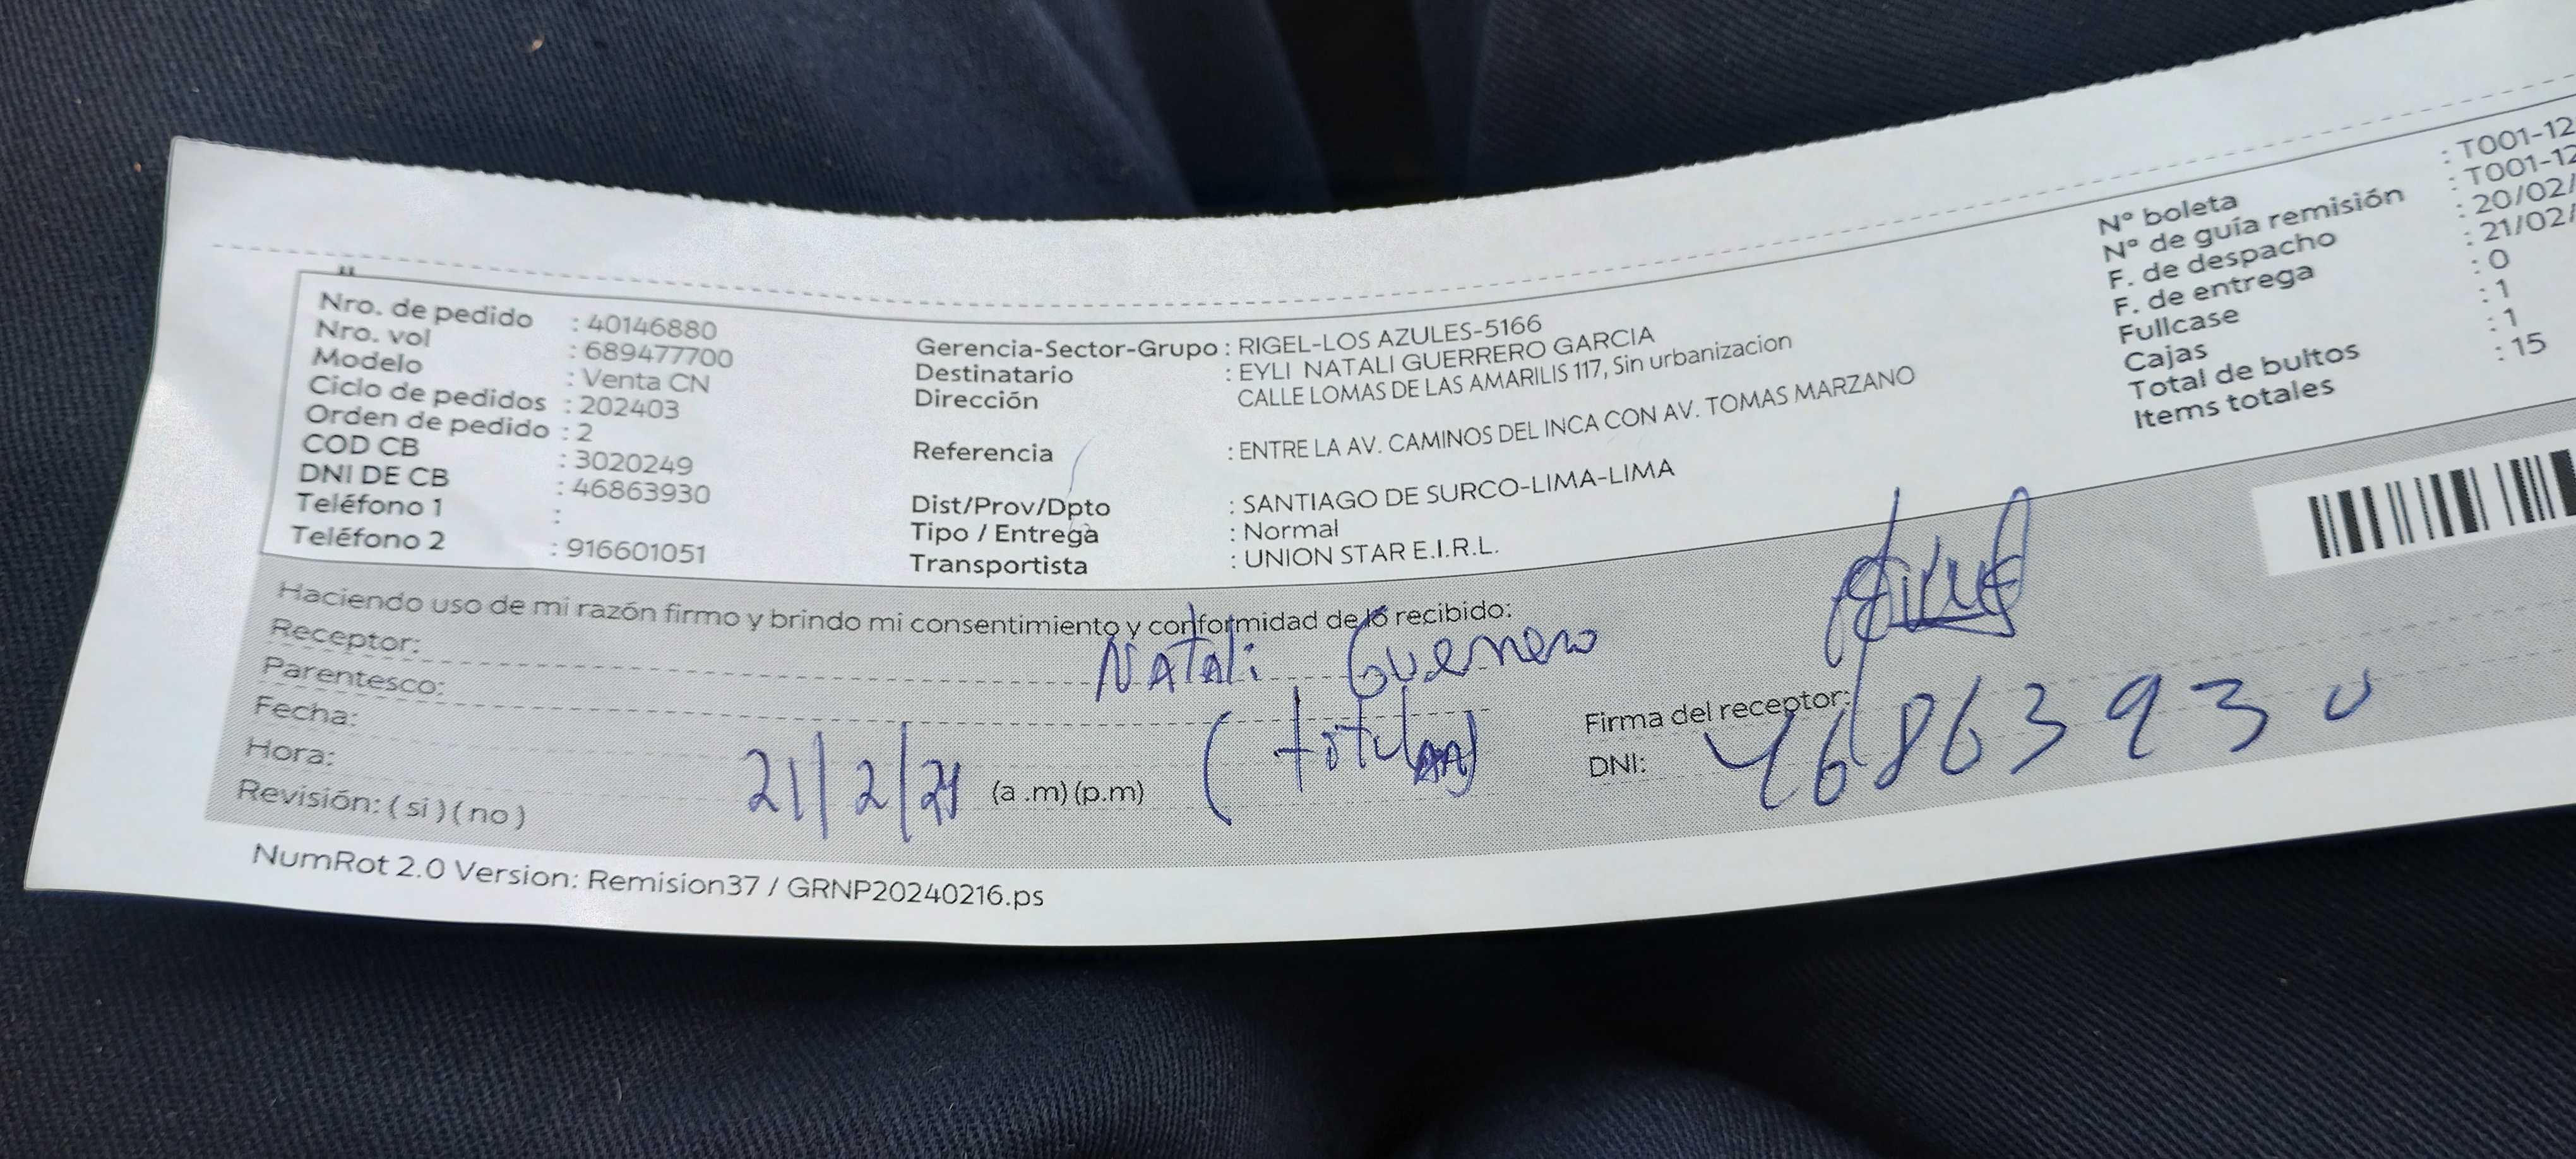 Nro. de pedido : 40146880
Nro. vol : 689477700
Modelo : Venta CN
Ciclo de pedidos : 202403
Orden de pedido : 2
COD CB : 3020249
DNI DE CB : 46863930
Teléfono 1 :
Teléfono 2 : 916601051
Gerencia-Sector-Grupo : RIGEL-LOS AZULES-5166
Destinatario : EYLI NATALI GUERRERO GARCIA
Dirección CALLE LOMAS DE LAS AMARILIS 117, Sin urbanizacion
Referencia : ENTRE LA AV. CAMINOS DEL INCA CON AV. TOMAS MARZANO
Dist/Prov/Dpto : SANTIAGO DE SURCO-LIMA-LIMA
Tipo / Entrega : Normal
Transportista : UNION STAR E.I.R.L.
Nº boleta : T001-12
Nº de guía remisión : T001-12
F. de despacho : 20/02/
F. de entrega : 21/02/
Fullcase : 0
Cajas : 1
Total de bultos : 1
Items totales : 15
Haciendo uso de mi razón firmo y brindo mi consentimiento y conformidad de lo recibido:
Receptor: Natali Guerrero
Parentesco: (titular)
Fecha: 21/2/24
Hora: (a .m) (p.m)
Revisión: ( si ) ( no )
Firma del receptor:
DNI: 46863930
NumRot 2.0 Version: Remision37 / GRNP20240216.ps